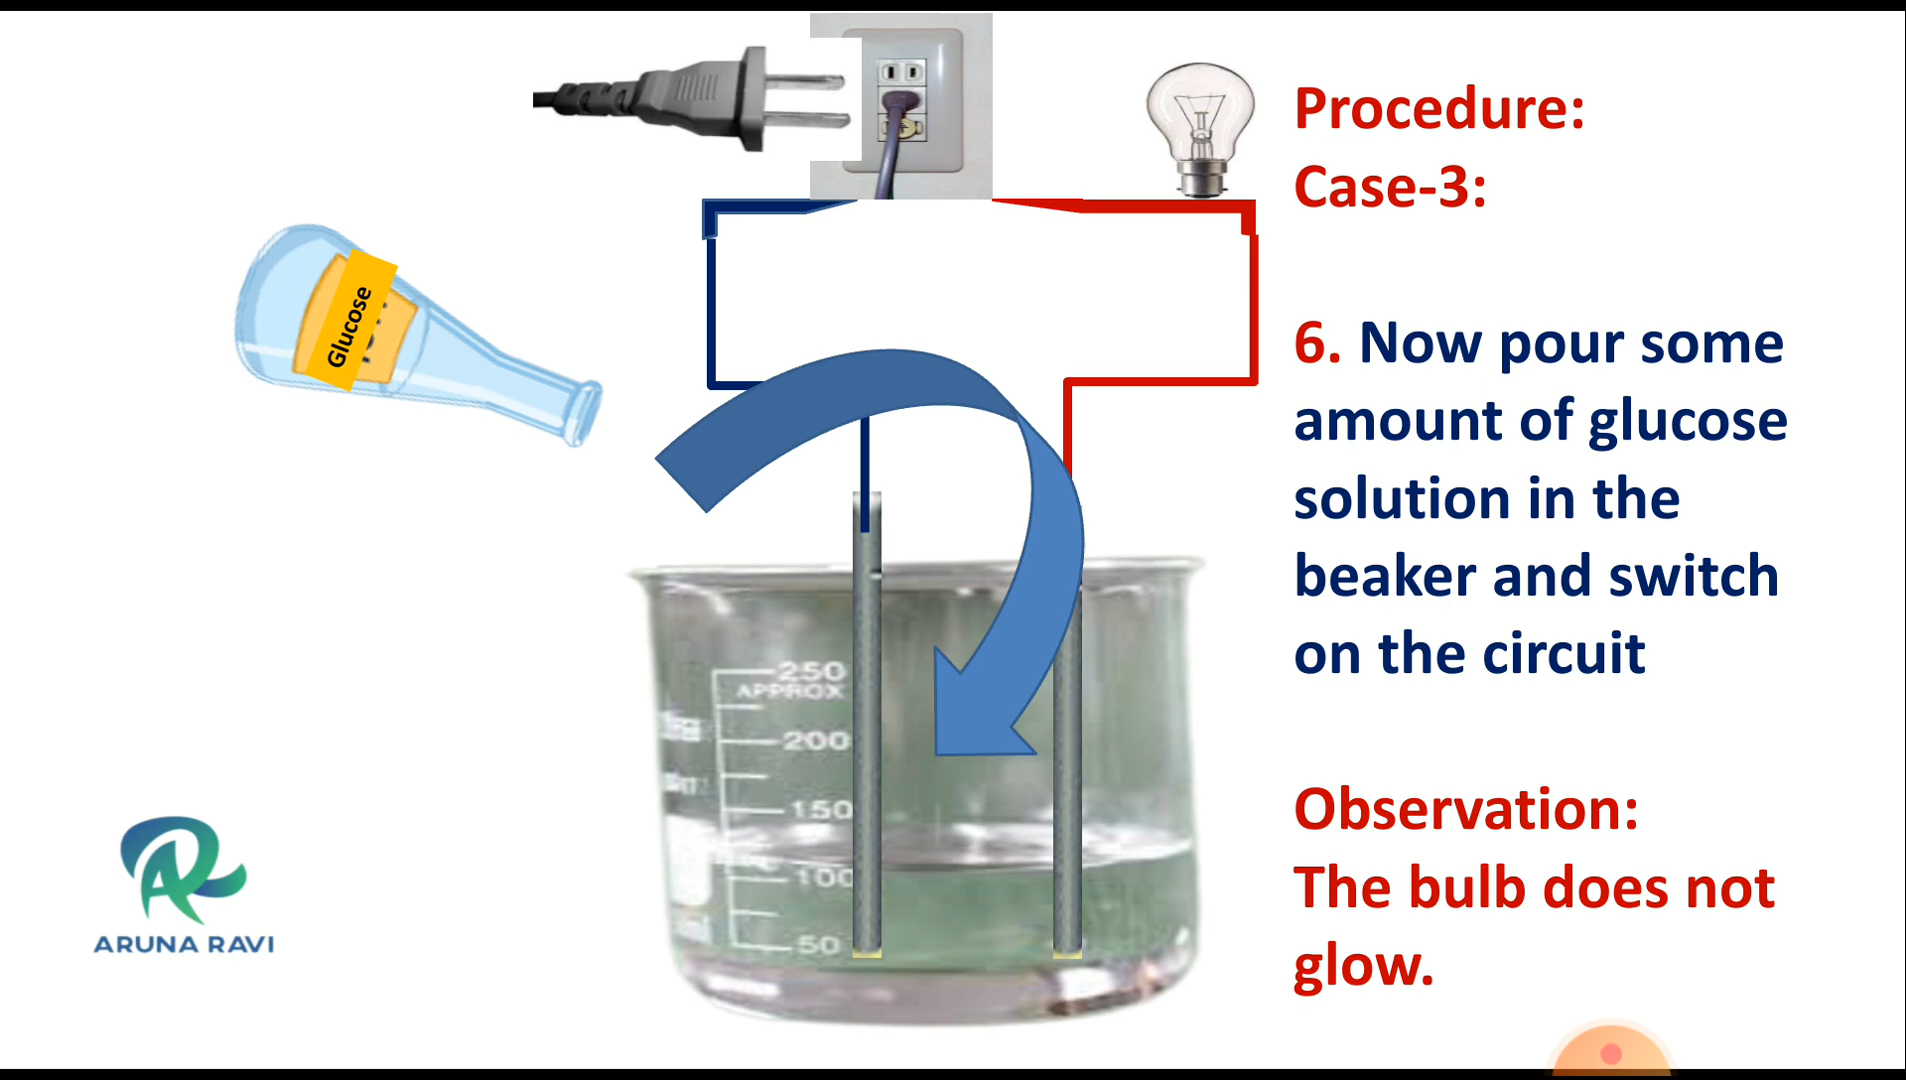 Procedure:
Case-3:
Glucose
6. Now pour some
amount of glucose
solution in the
beaker and switch
on the circuit
250
APPROX
200
150
100
50
Observation:
The bulb does not
glow.
ARUNA RAVI